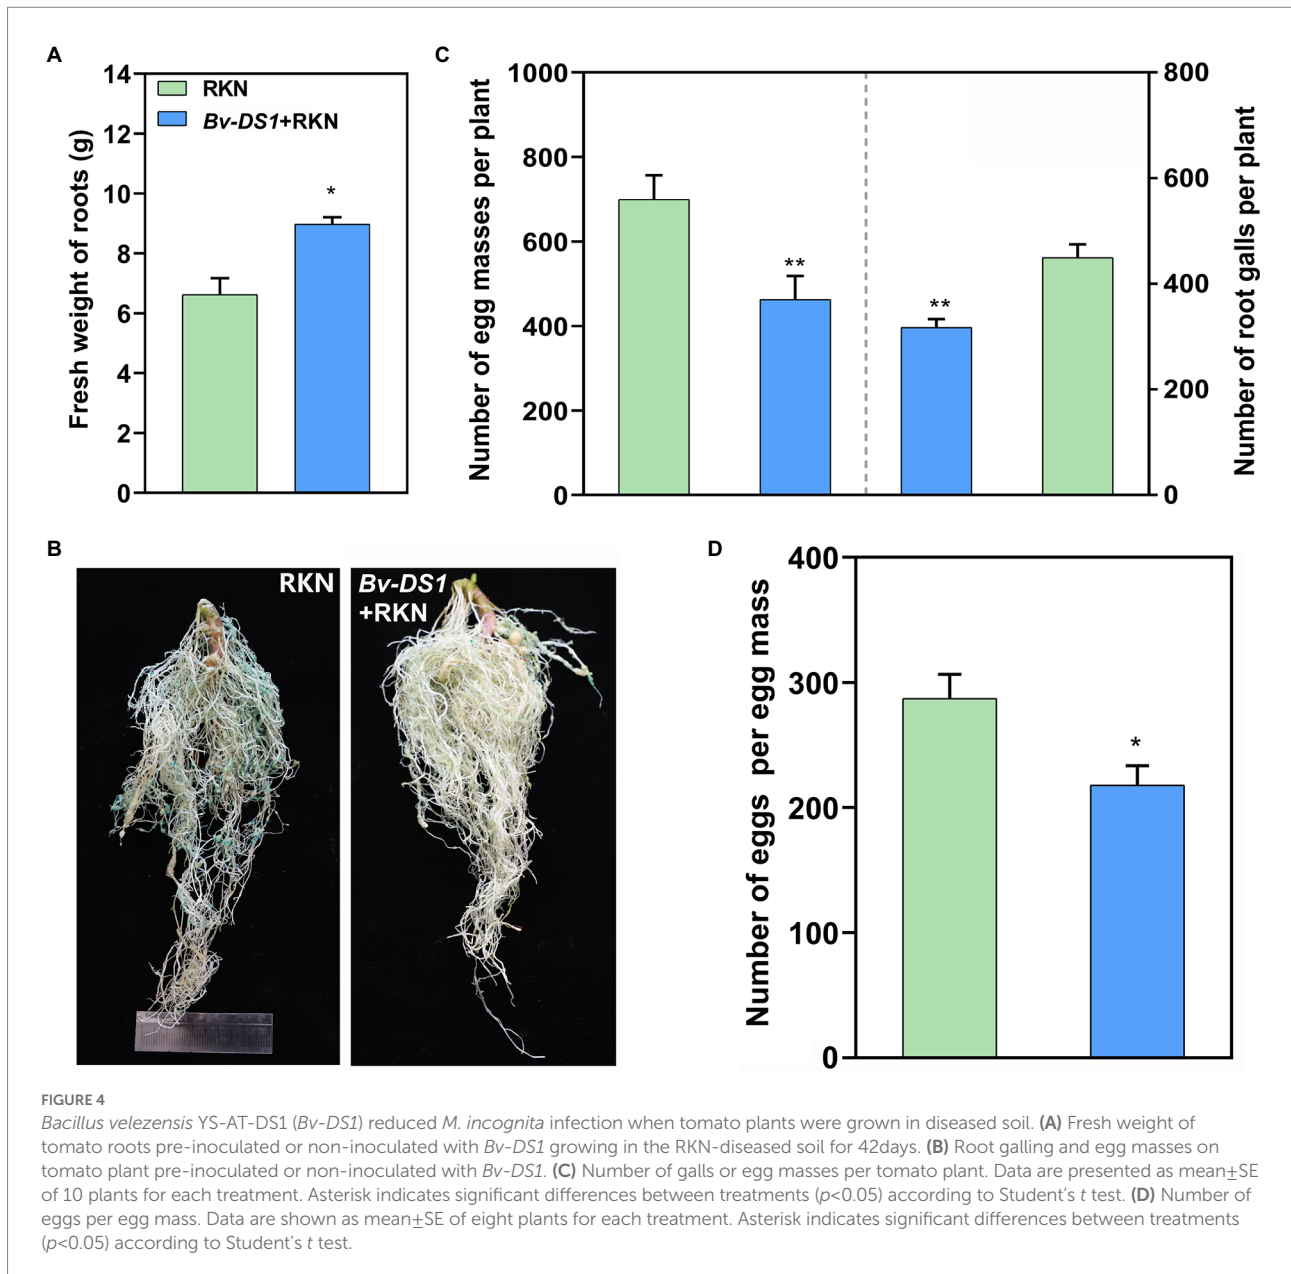 A
Fresh weight of roots (g)
14
12
10
8
6
4
2
0
RKN
Bv-DS1+RKN
*
C
Number of egg masses per plant
1000
800
600
400
200
0
**
**
800
600
400
200
0
Number of root galls per plant
B
RKN
Bv-DS1
+RKN
D
Number of eggs per egg mass
400
300
200
100
0
*
FIGURE 4
Bacillus velezensis YS-AT-DS1 (Bv-DS1) reduced M. incognita infection when tomato plants were grown in diseased soil. (A) Fresh weight of
tomato roots pre-inoculated or non-inoculated with Bv-DS1 growing in the RKN-diseased soil for 42days. (B) Root galling and egg masses on
tomato plant pre-inoculated or non-inoculated with Bv-DS1. (C) Number of galls or egg masses per tomato plant. Data are presented as mean±SE
of 10 plants for each treatment. Asterisk indicates significant differences between treatments (p<0.05) according to Student’s t test. (D) Number of
eggs per egg mass. Data are shown as mean±SE of eight plants for each treatment. Asterisk indicates significant differences between treatments
(p<0.05) according to Student’s t test.